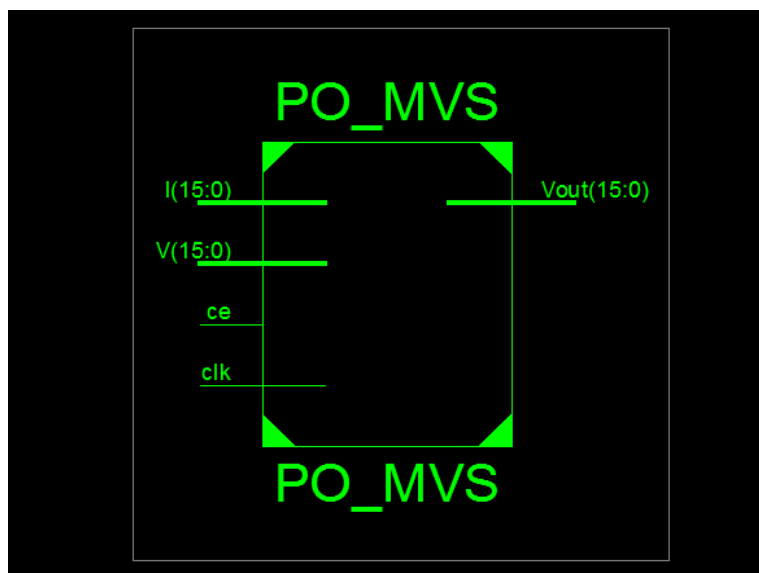 PO_MVS
I(15:0)
Vout(15:0)
V(15:0)
ce
clk
PO_MVS